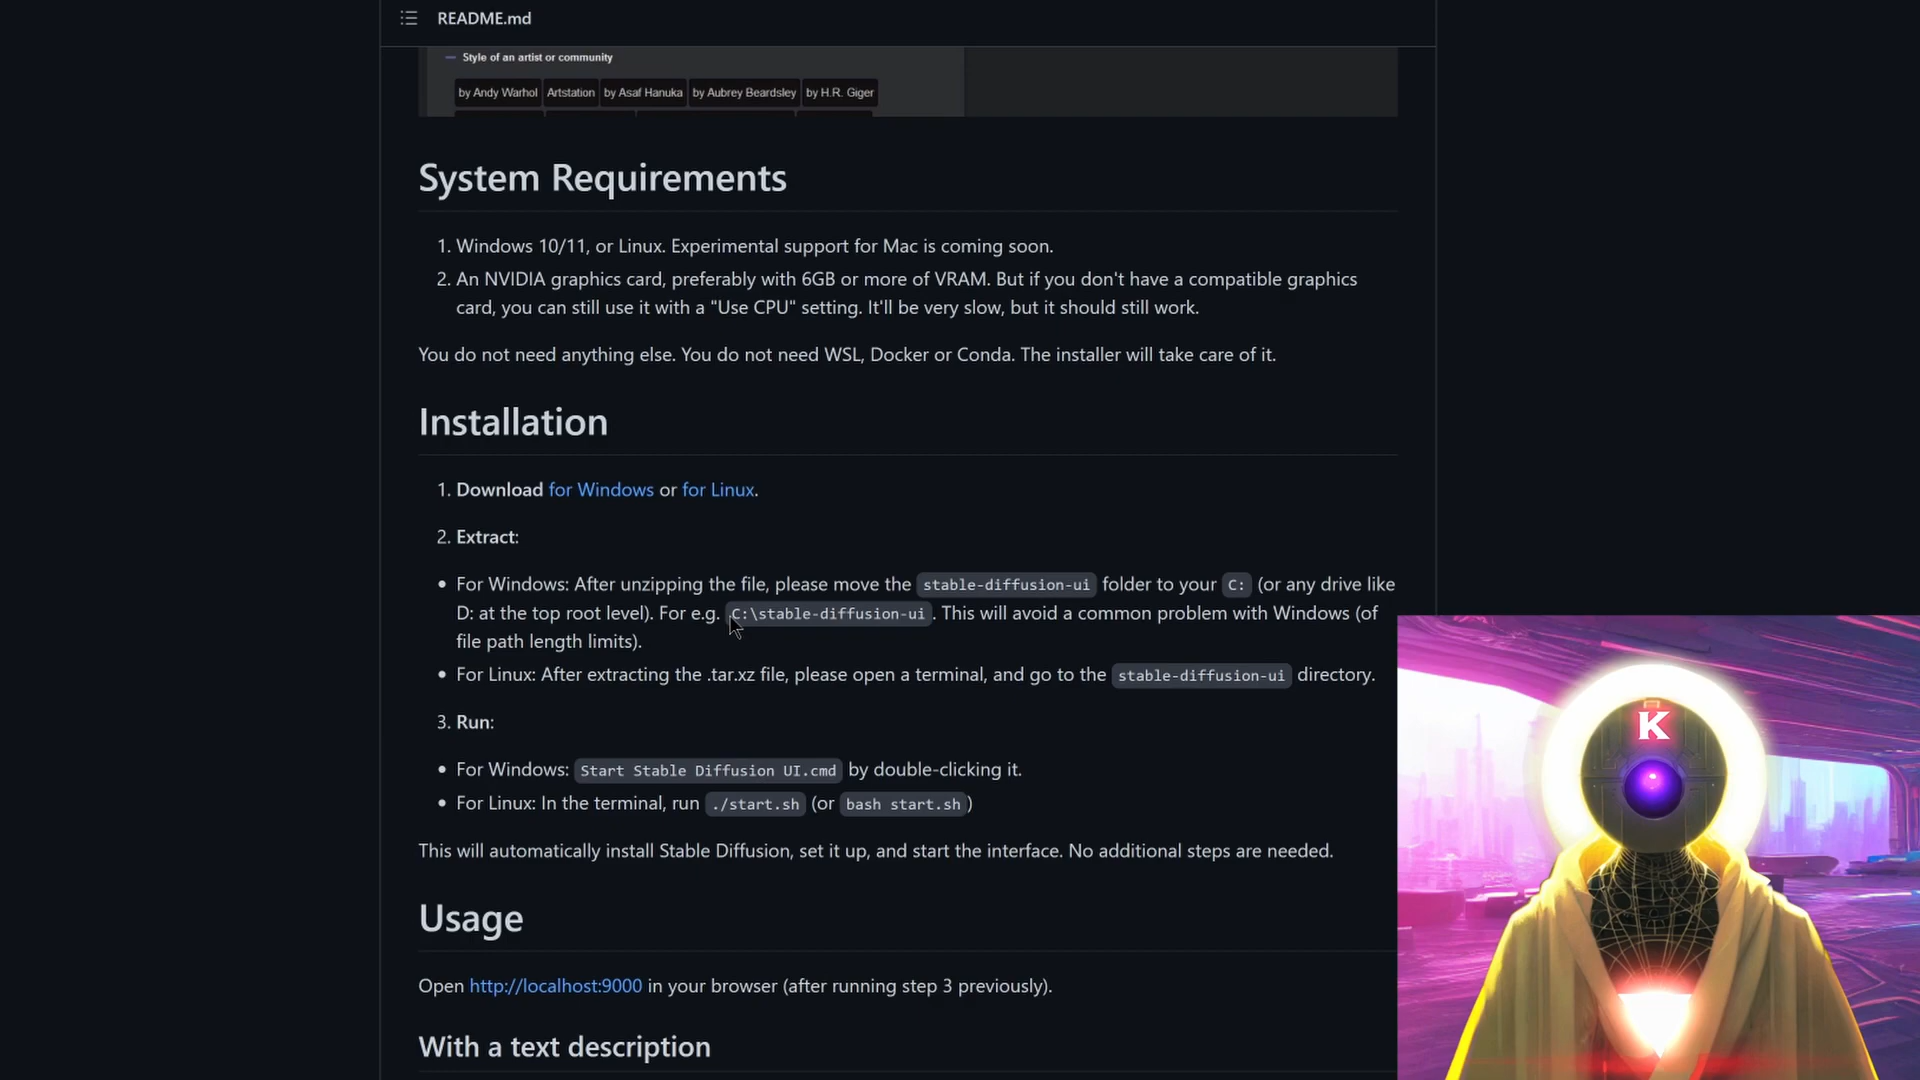 README.md
Style of an artist or community
by Andy Warhol Artstation by Asaf Hanuka by Aubrey Beardsley by H.R. Giger
System Requirements
1. Windows 10/11, or Linux. Experimental support for Mac is coming soon.
2. An NVIDIA graphics card, preferably with 6GB or more of VRAM. But if you don't have a compatible graphics
card, you can still use it with a "Use CPU" setting. It'll be very slow, but it should still work.
You do not need anything else. You do not need WSL, Docker or Conda. The installer will take care of it.
Installation
1. Download for Windows or for Linux.
2. Extract:
• For Windows: After unzipping the file, please move the stable-diffusion-ui folder to your C: (or any drive like
D: at the top root level). For e.g. C:\stable-diffusion-ui. This will avoid a common problem with Windows (of
file path length limits).
• For Linux: After extracting the .tar.xz file, please open a terminal, and go to the stable-diffusion-ui directory.
3. Run:
• For Windows: Start Stable Diffusion UI.cmd by double-clicking it.
• For Linux: In the terminal, run ./start.sh (or bash start.sh)
This will automatically install Stable Diffusion, set it up, and start the interface. No additional steps are needed.
Usage
Open http://localhost:9000 in your browser (after running step 3 previously).
With a text description
K